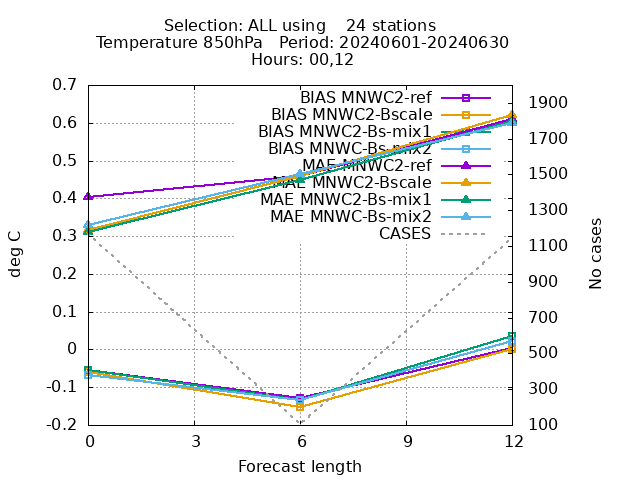 Selection: ALL using    24 stations
Temperature 850hPa   Period: 20240601-20240630
Hours: 00,12
0.7
0.6
0.5
0.4
0.3
0.2
0.1
0
-0.1
-0.2
deg C
BIAS MNWC2-ref
BIAS MNWC2-Bscale
BIAS MNWC2-Bs-mix1
BIAS MNWC-Bs-mix2
MAE MNWC2-ref
MAE MNWC2-Bscale
MAE MNWC2-Bs-mix1
MAE MNWC-Bs-mix2
CASES
1900
1700
1500
1300
1100
900
700
500
300
100
No cases
0 3 6 9 12
Forecast length